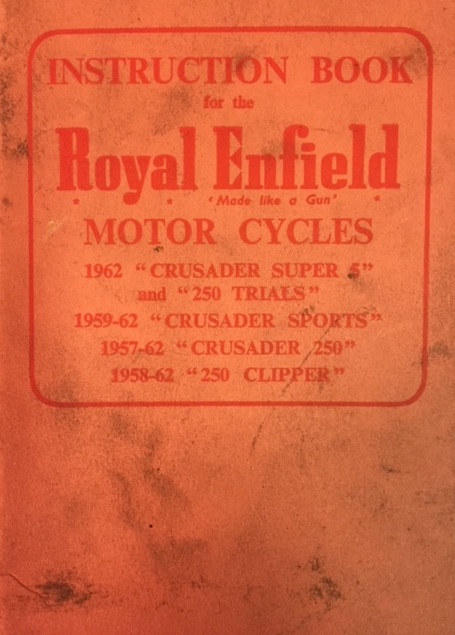 INSTRUCTION BOOK
for the
Royal Enfield
'Made like a Gun'
MOTOR CYCLES
1962 "CRUSADER SUPER 5"
and "250 TRIALS"
1959-62 "CRUSADER SPORTS"
1957-62 "CRUSADER 250"
1958-62 "250 CLIPPER"